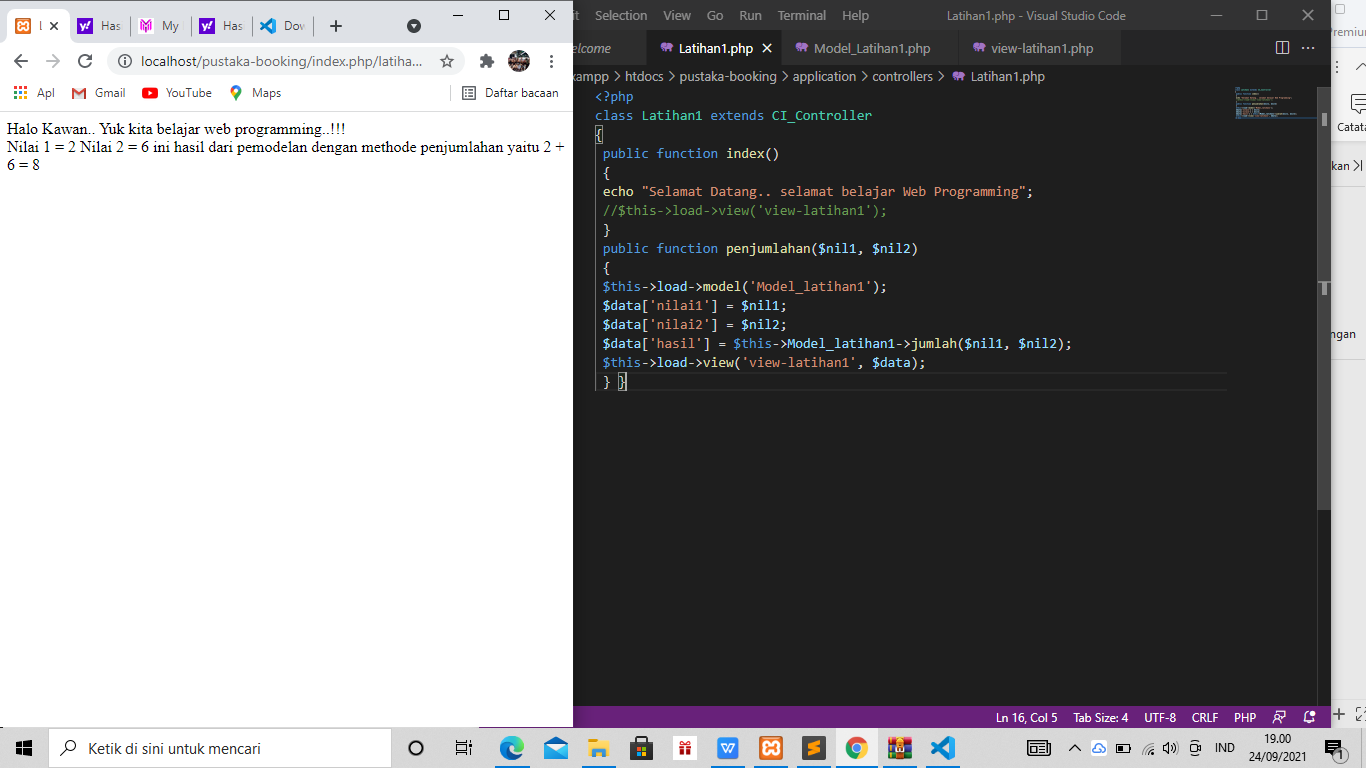 L Has My Has Dov
localhost/pustaka-booking/index.php/latiha...
Apl Gmail YouTube Maps Daftar bacaan
Halo Kawan.. Yuk kita belajar web programming..!!!
Nilai 1 = 2 Nilai 2 = 6 ini hasil dari pemodelan dengan methode penjumlahan yaitu 2 +
6 = 8
it Selection View Go Run Terminal Help Latihan1.php - Visual Studio Code
elcome Latihan1.php Model_Latihan1.php view-latihan1.php
xampp > htdocs > pustaka-booking > application > controllers > Latihan1.php
<?php
class Latihan1 extends CI_Controller
{
public function index()
{
echo "Selamat Datang.. selamat belajar Web Programming";
//$this->load->view('view-latihan1');
}
public function penjumlahan($nil1, $nil2)
{
$this->load->model('Model_latihan1');
$data['nilai1'] = $nil1;
$data['nilai2'] = $nil2;
$data['hasil'] = $this->Model_latihan1->jumlah($nil1, $nil2);
$this->load->view('view-latihan1', $data);
} }
Ln 16, Col 5 Tab Size: 4 UTF-8 CRLF PHP
remium
Catata
kan
ngan
Ketik di sini untuk mencari
IND
19.00
24/09/2021
1